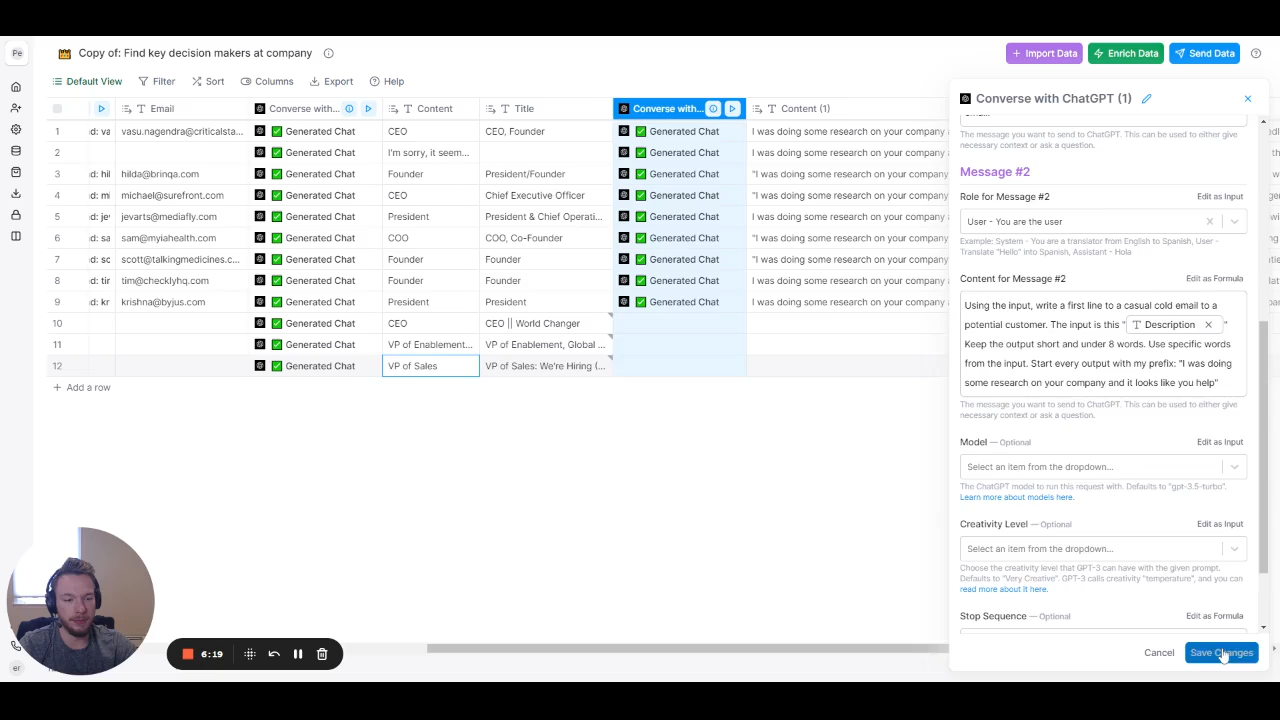 Pe
Copy of: Find key decision makers at company
Import Data
Enrich Data
Send Data
Default View
Filter
Sort
Columns
Export
Help
Email
Converse with...
Content
Title
Converse with...
Content (1)
1 d: va vasu.nagendra@criticalsta... Generated Chat CEO CEO, Founder Generated Chat I was doing some research on your company
2 Generated Chat I'm sorry, it seem... Generated Chat I was doing some research on your company
3 d: hil hilda@brinqa.com Generated Chat Founder President/Founder Generated Chat "I was doing some research on your company
4 d: mi michael@surefront.com Generated Chat CEO Chief Executive Officer Generated Chat "I was doing some research on your company
5 d: je jevarts@mediafly.com Generated Chat President President & Chief Operati... Generated Chat "I was doing some research on your company
6 d: sa sam@myiahealth.com Generated Chat COO COO, Co-Founder Generated Chat "I was doing some research on your company
7 d: sc scott@talkingmedicines.c... Generated Chat Founder Founder Generated Chat "I was doing some research on your company
8 d: tir tim@checklyhq.com Generated Chat Founder Founder Generated Chat I was doing some research on your company
9 d: kr krishna@byjus.com Generated Chat President President Generated Chat I was doing some research on your company
10 Generated Chat CEO CEO || World Changer
11 Generated Chat VP of Enablement... VP of Enablement, Global ...
12 Generated Chat VP of Sales VP of Sales: We're Hiring (...
+ Add a row
Converse with ChatGPT (1)
The message you want to send to ChatGPT. This can be used to either give
necessary context or ask a question.
Message #2
Role for Message #2 Edit as Input
User - You are the user
Example: System - You are a translator from English to Spanish, User -
Translate "Hello" into Spanish, Assistant - Hola
Content for Message #2 Edit as Formula
Using the input, write a first line to a casual cold email to a
potential customer. The input is this " Description "
Keep the output short and under 8 words. Use specific words
from the input. Start every output with my prefix: "I was doing
some research on your company and it looks like you help"
The message you want to send to ChatGPT. This can be used to either give
necessary context or ask a question.
Model — Optional Edit as Input
Select an item from the dropdown...
The ChatGPT model to run this request with. Defaults to "gpt-3.5-turbo".
Learn more about models here.
Creativity Level — Optional Edit as Input
Select an item from the dropdown...
Choose the creativity level that GPT-3 can have with the given prompt.
Defaults to "Very Creative". GPT-3 calls creativity "temperature", and you can
read more about it here.
Stop Sequence — Optional Edit as Formula
Cancel
Save Changes
6:19
er